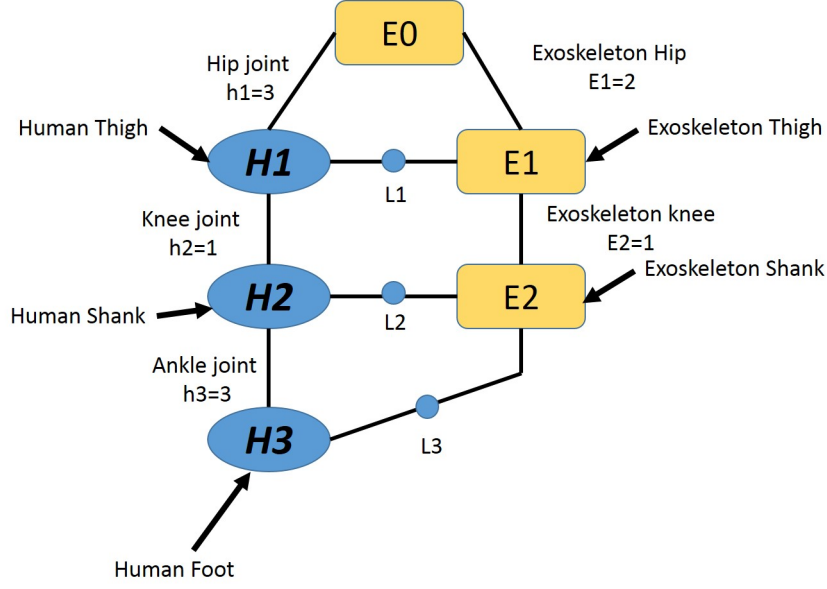 E0
Hip joint
h1=3
Exoskeleton Hip
E1=2
Human Thigh
Exoskeleton Thigh
H1
E1
L1
Knee joint
h2=1
Exoskeleton knee
E2=1
Exoskeleton Shank
H2
E2
Human Shank
L2
Ankle joint
h3=3
H3
L3
Human Foot